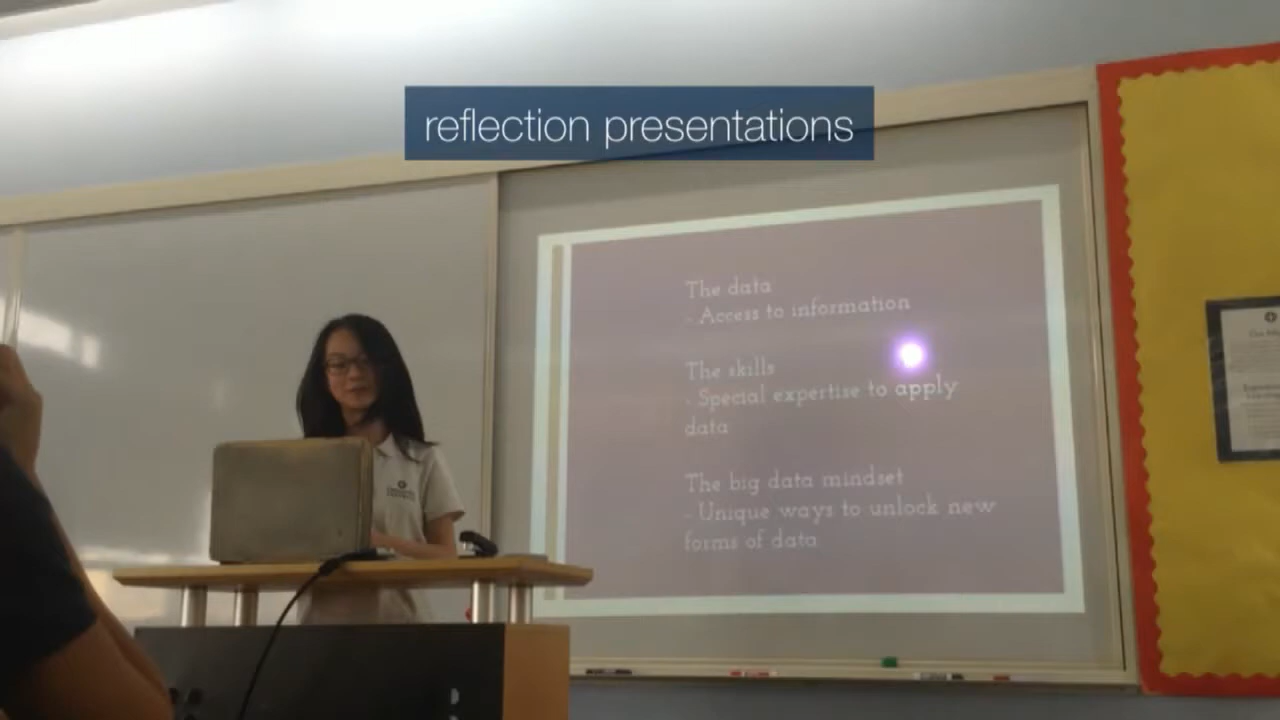 reflection presentations
The data
- Access to information
The skills
- Special expertise to apply
data
The big data mindset
- Unique ways to unlock new
forms of data